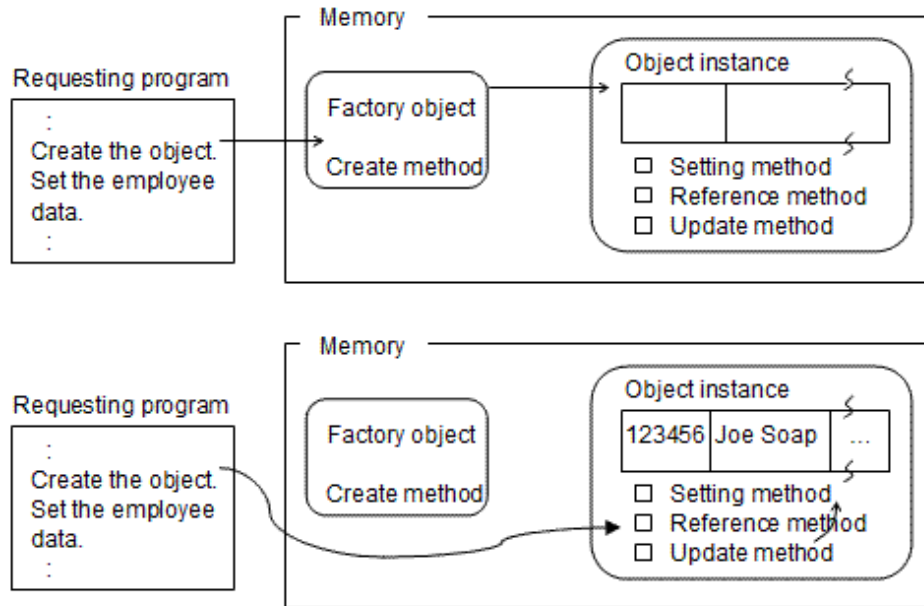 Memory
Requesting program
:
Create the object.
Set the employee
data.
:
Factory object
Create method
Object instance
Setting method
Reference method
Update method
Memory
Requesting program
:
Create the object.
Set the employee
data.
:
Factory object
Create method
Object instance
123456 Joe Soap ...
Setting method
Reference method
Update method